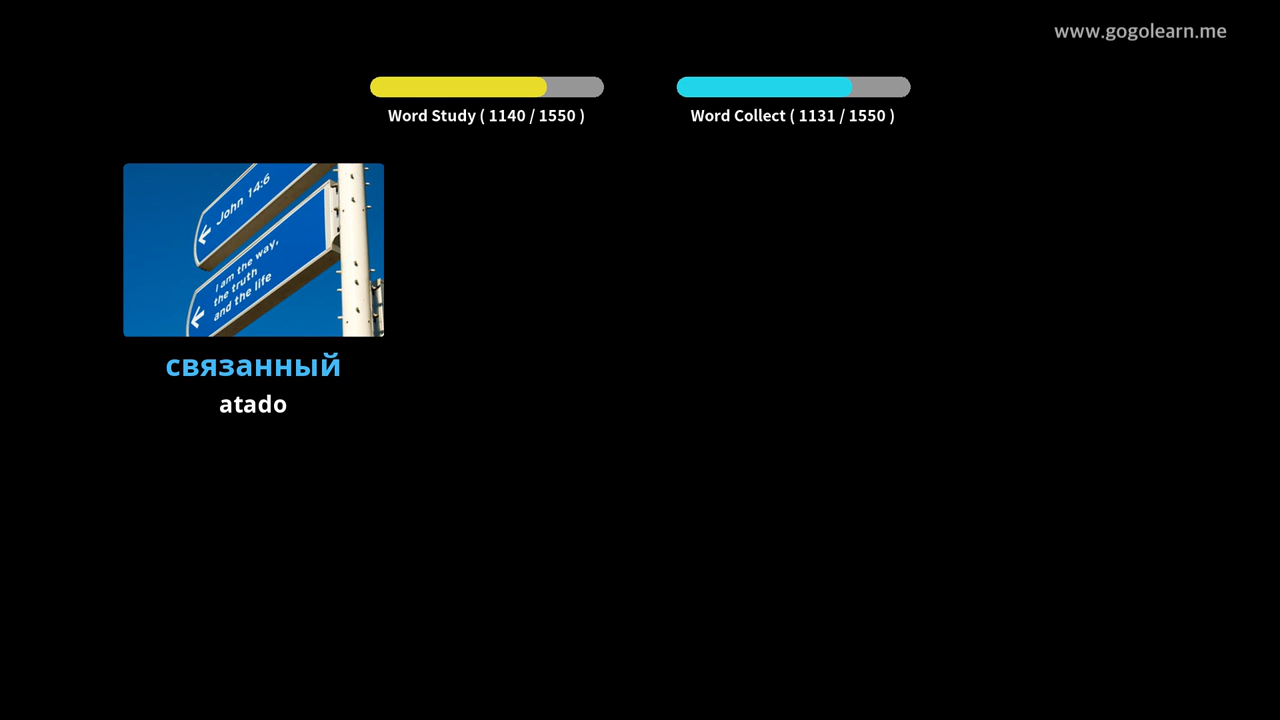 www.gogolearn.me
Word Study ( 1140 / 1550 )
Word Collect ( 1131 / 1550 )
John 14:6
I am the way,
the truth
and the life
связанный
atado